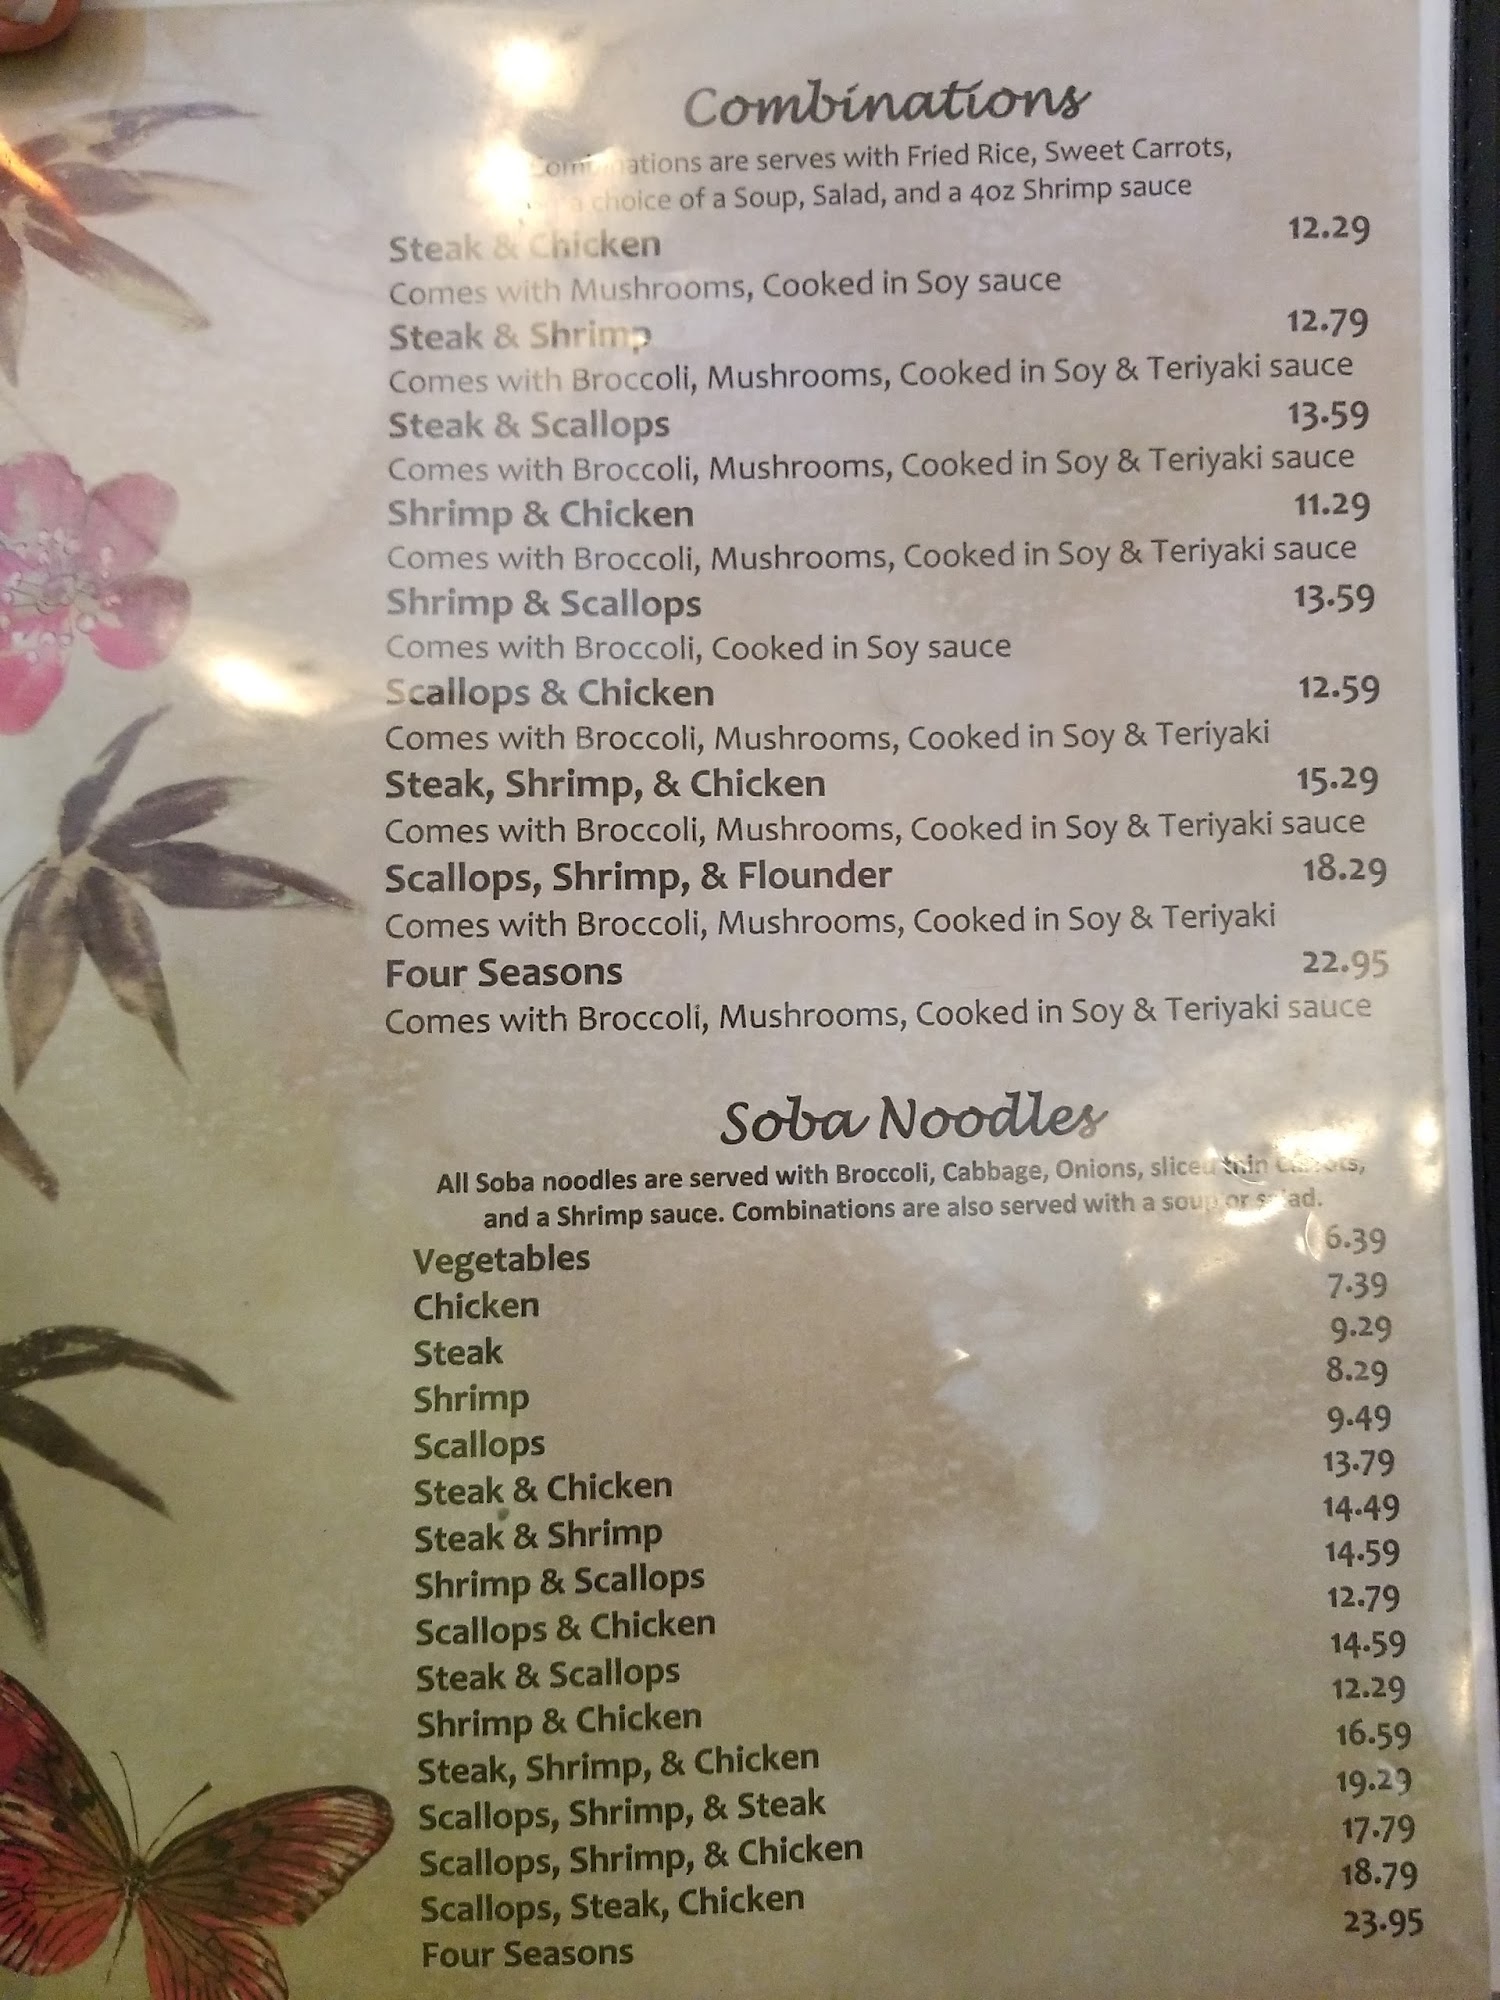 Combinations
Combinations are serves with Fried Rice, Sweet Carrots,
a choice of a Soup, Salad, and a 4oz Shrimp sauce
Steak & Chicken 12.29
Comes with Mushrooms, Cooked in Soy sauce
Steak & Shrimp 12.79
Comes with Broccoli, Mushrooms, Cooked in Soy & Teriyaki sauce
Steak & Scallops 13.59
Comes with Broccoli, Mushrooms, Cooked in Soy & Teriyaki sauce
Shrimp & Chicken 11.29
Comes with Broccoli, Mushrooms, Cooked in Soy & Teriyaki sauce
Shrimp & Scallops 13.59
Comes with Broccoli, Cooked in Soy sauce
Scallops & Chicken 12.59
Comes with Broccoli, Mushrooms, Cooked in Soy & Teriyaki
Steak, Shrimp, & Chicken 15.29
Comes with Broccoli, Mushrooms, Cooked in Soy & Teriyaki sauce
Scallops, Shrimp, & Flounder 18.29
Comes with Broccoli, Mushrooms, Cooked in Soy & Teriyaki
Four Seasons 22.95
Comes with Broccoli, Mushrooms, Cooked in Soy & Teriyaki sauce
Soba Noodles
All Soba noodles are served with Broccoli, Cabbage, Onions, sliced thin Carrots,
and a Shrimp sauce. Combinations are also served with a soup or salad.
Vegetables 6.39
Chicken 7.39
Steak 9.29
Shrimp 8.29
Scallops 9.49
Steak & Chicken 13.79
Steak & Shrimp 14.49
Shrimp & Scallops 14.59
Scallops & Chicken 12.79
Steak & Scallops 14.59
Shrimp & Chicken 12.29
Steak, Shrimp, & Chicken 16.59
Scallops, Shrimp, & Steak 19.29
Scallops, Shrimp, & Chicken 17.79
Scallops, Steak, Chicken 18.79
Four Seasons 23.95